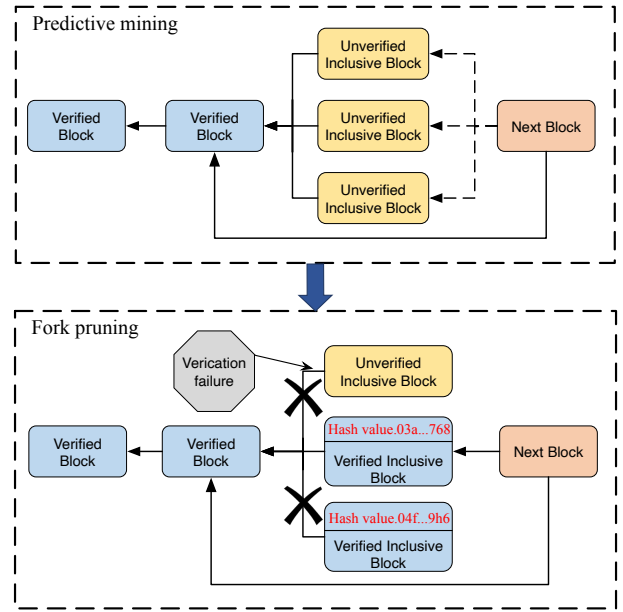 Predictive mining
Unverified
Inclusive Block
Verified
Block
Verified
Block
Unverified
Inclusive Block
Next Block
Unverified
Inclusive Block
Fork pruning
Verication
failure
Unverified
Inclusive Block
Verified
Block
Verified
Block
Hash value.03a...768
Verified Inclusive
Block
Next Block
Hash value.04f...9h6
Verified Inclusive
Block